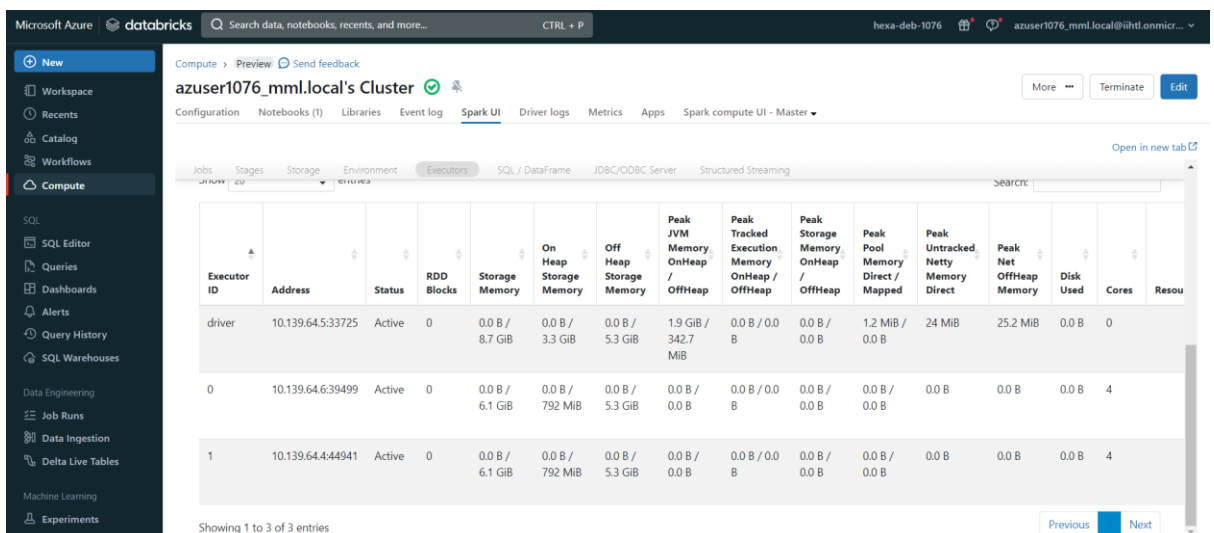 Microsoft Azure databricks Search data, notebooks, recents, and more... CTRL + P hexa-deb-1076 azuser1076_mml.local@iihtl.onmicr...
New
Workspace
Recents
Catalog
Workflows
Compute
SQL
SQL Editor
Queries
Dashboards
Alerts
Query History
SQL Warehouses
Data Engineering
Job Runs
Data Ingestion
Delta Live Tables
Machine Learning
Experiments
Compute > Preview Send feedback
azuser1076_mml.local's Cluster
More ... Terminate Edit
Configuration Notebooks (1) Libraries Event log Spark UI Driver logs Metrics Apps Spark compute UI - Master
Open in new tab
Jobs Stages Storage Environment Executors SQL / DataFrame JDBC/ODBC Server Structured Streaming
Show 20 entries Search:
Executor ID Address Status RDD Blocks Storage Memory On Heap Storage Memory Off Heap Storage Memory Peak JVM Memory OnHeap / OffHeap Peak Tracked Execution Memory OnHeap / OffHeap Peak Storage Memory OnHeap / OffHeap Peak Pool Memory Direct / Mapped Peak Untracked Netty Memory Direct Peak Net OffHeap Memory Disk Used Cores Resou
driver 10.139.64.5:33725 Active 0 0.0 B / 8.7 GiB 0.0 B / 3.3 GiB 0.0 B / 5.3 GiB 1.9 GiB / 342.7 MiB 0.0 B / 0.0 B 0.0 B / 0.0 B 1.2 MiB / 0.0 B 24 MiB 25.2 MiB 0.0 B 0
0 10.139.64.6:39499 Active 0 0.0 B / 6.1 GiB 0.0 B / 792 MiB 0.0 B / 5.3 GiB 0.0 B / 0.0 B 0.0 B / 0.0 B 0.0 B / 0.0 B 0.0 B / 0.0 B 0.0 B 0.0 B 0.0 B 4
1 10.139.64.4:44941 Active 0 0.0 B / 6.1 GiB 0.0 B / 792 MiB 0.0 B / 5.3 GiB 0.0 B / 0.0 B 0.0 B / 0.0 B 0.0 B / 0.0 B 0.0 B / 0.0 B 0.0 B 0.0 B 0.0 B 4
Showing 1 to 3 of 3 entries
Previous Next